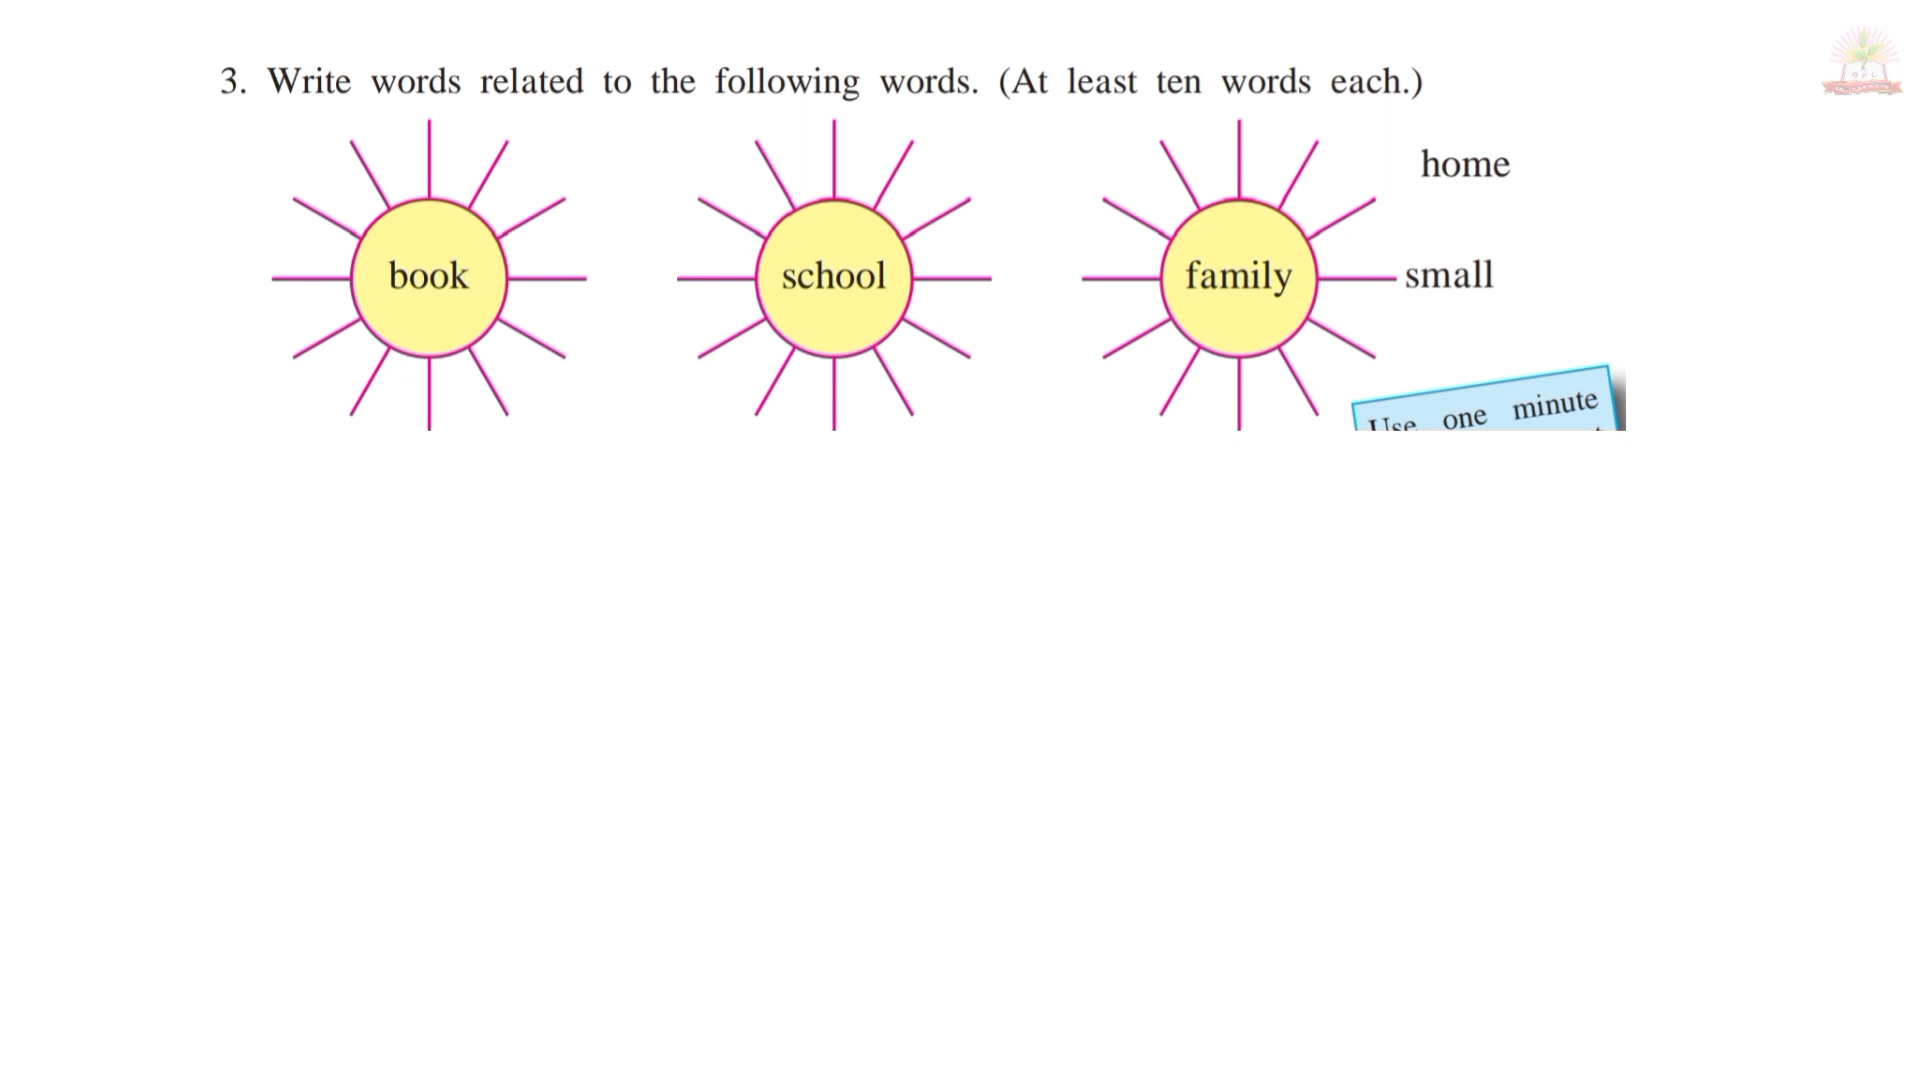 3. Write words related to the following words. (At least ten words each.)
home
book school family small
Use one minute